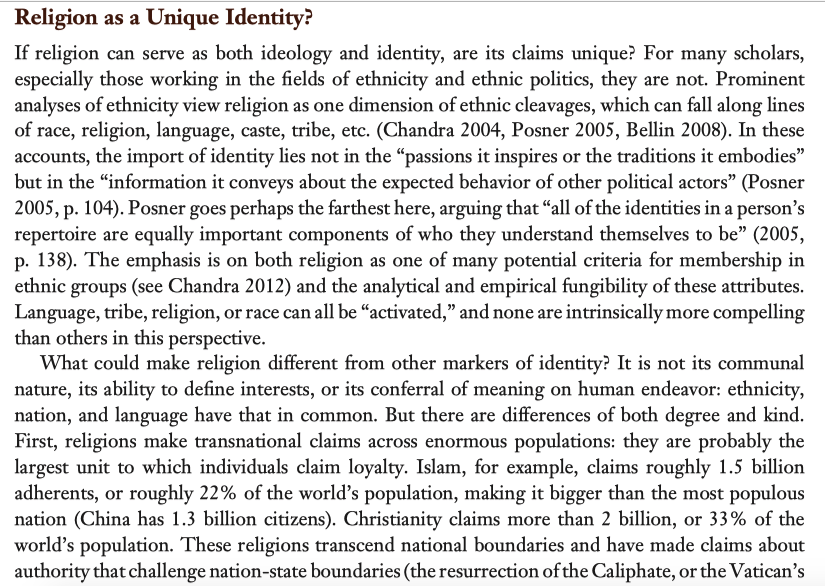 Religion as a Unique Identity?
If religion can serve as both ideology and identity, are its claims unique? For many scholars,
especially those working in the fields of ethnicity and ethnic politics, they are not. Prominent
analyses of ethnicity view religion as one dimension of ethnic cleavages, which can fall along lines
of race, religion, language, caste, tribe, etc. (Chandra 2004, Posner 2005, Bellin 2008). In these
accounts, the import of identity lies not in the “passions it inspires or the traditions it embodies”
but in the “information it conveys about the expected behavior of other political actors” (Posner
2005, p. 104). Posner goes perhaps the farthest here, arguing that “all of the identities in a person’s
repertoire are equally important components of who they understand themselves to be” (2005,
p. 138). The emphasis is on both religion as one of many potential criteria for membership in
ethnic groups (see Chandra 2012) and the analytical and empirical fungibility of these attributes.
Language, tribe, religion, or race can all be “activated,” and none are intrinsically more compelling
than others in this perspective.
What could make religion different from other markers of identity? It is not its communal
nature, its ability to define interests, or its conferral of meaning on human endeavor: ethnicity,
nation, and language have that in common. But there are differences of both degree and kind.
First, religions make transnational claims across enormous populations: they are probably the
largest unit to which individuals claim loyalty. Islam, for example, claims roughly 1.5 billion
adherents, or roughly 22% of the world’s population, making it bigger than the most populous
nation (China has 1.3 billion citizens). Christianity claims more than 2 billion, or 33% of the
world’s population. These religions transcend national boundaries and have made claims about
authority that challenge nation-state boundaries (the resurrection of the Caliphate, or the Vatican’s